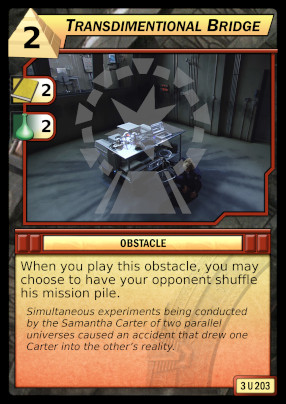 2
TRANSDIMENTIONAL BRIDGE
2
2
OBSTACLE
When you play this obstacle, you may
choose to have your opponent shuffle
his mission pile.
Simultaneous experiments being conducted
by the Samantha Carter of two parallel
universes caused an accident that drew one
Carter into the other's reality.
3 U 203